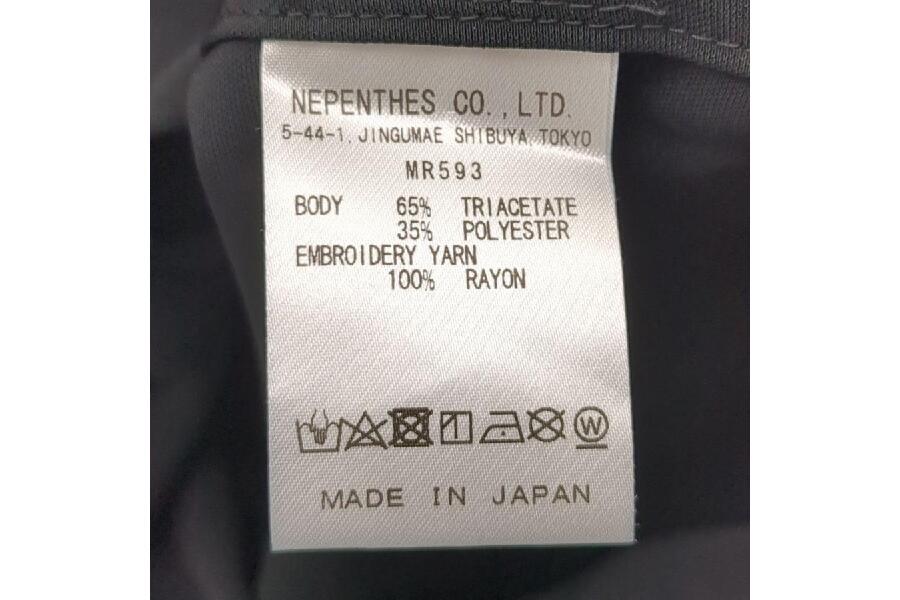 NEPENTHES CO.,LTD.
5-44-1, JINGUMAE SHIBUYA, TOKYO
MR593
BODY 65% TRIACETATE
35% POLYESTER
EMBROIDERY YARN
100% RAYON
W
MADE IN JAPAN